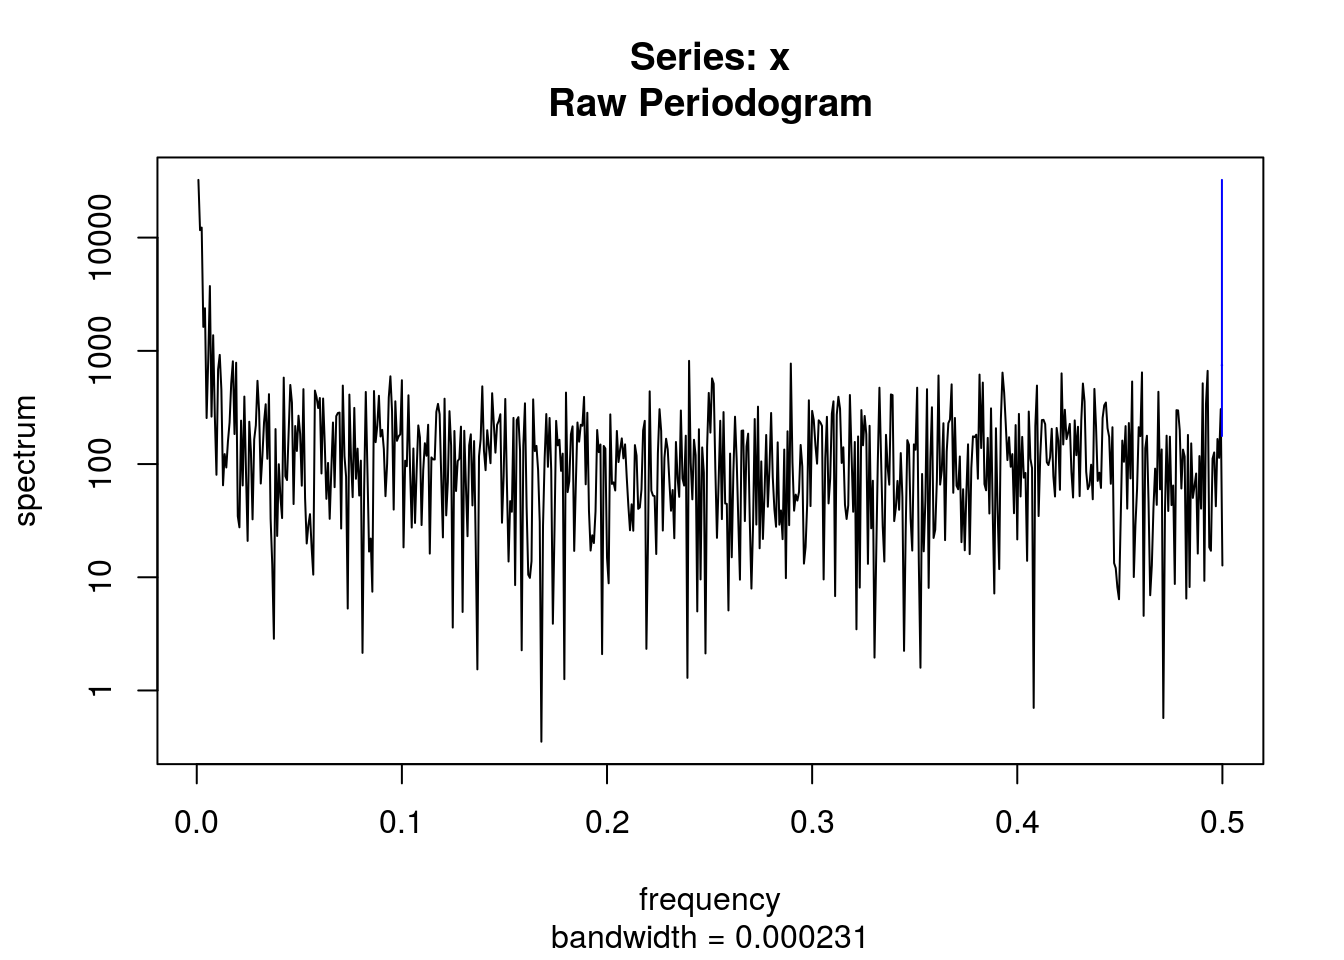 Series: x
Raw Periodogram
spectrum
10000
1000
100
10
1
0.0 0.1 0.2 0.3 0.4 0.5
frequency
bandwidth = 0.000231